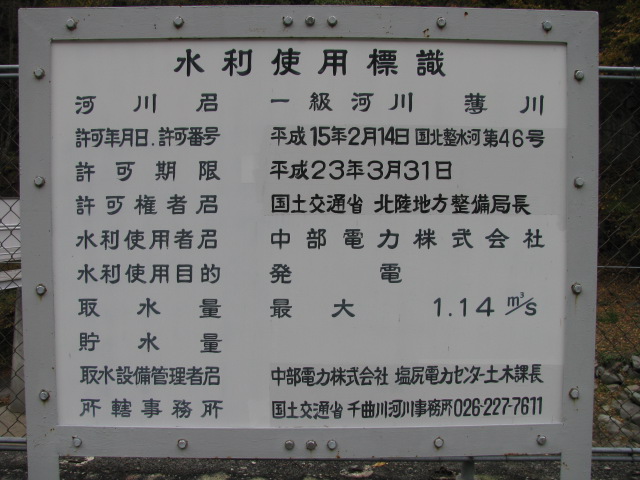 水利使用標識
河川名 一級河川 薄川
許可年月日.許可番号 平成15年2月14日 国北整水河第46号
許可期限 平成23年3月31日
許可権者名 国土交通省 北陸地方整備局長
水利使用者名 中部電力株式会社
水利使用目的 発電
取水量 最大 1.14 m³/s
貯水量
取水設備管理者名 中部電力株式会社 塩尻電力センター土木課長
所轄事務所 国土交通省 千曲川河川事務所 026-227-7611